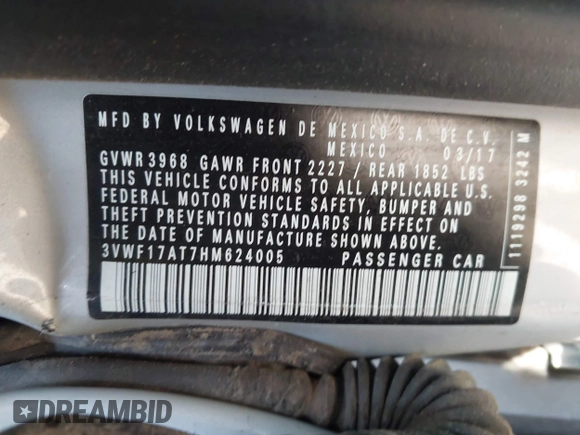 MFD BY VOLKSWAGEN DE MEXICO S.A. DE C.V.
MEXICO 03/17
GVWR 3968 GAWR FRONT 2227 / REAR 1852 LBS
THIS VEHICLE CONFORMS TO ALL APPLICABLE U.S.
FEDERAL MOTOR VEHICLE SAFETY, BUMPER AND
THEFT PREVENTION STANDARDS IN EFFECT ON
THE DATE OF MANUFACTURE SHOWN ABOVE.
3VWF17AT7HM624005 PASSENGER CAR
1119298 3242 M
DREAMBID